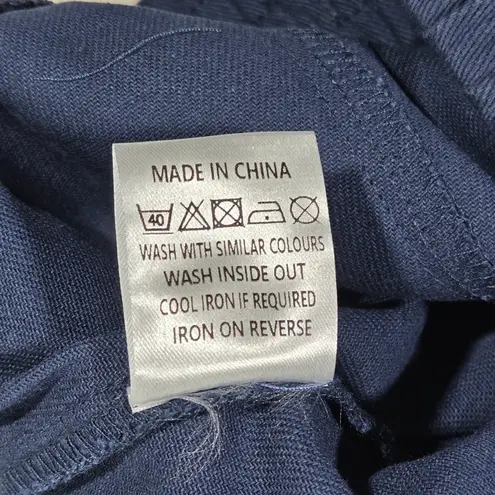 MADE IN CHINA
40
WASH WITH SIMILAR COLOURS
WASH INSIDE OUT
COOL IRON IF REQUIRED
IRON ON REVERSE